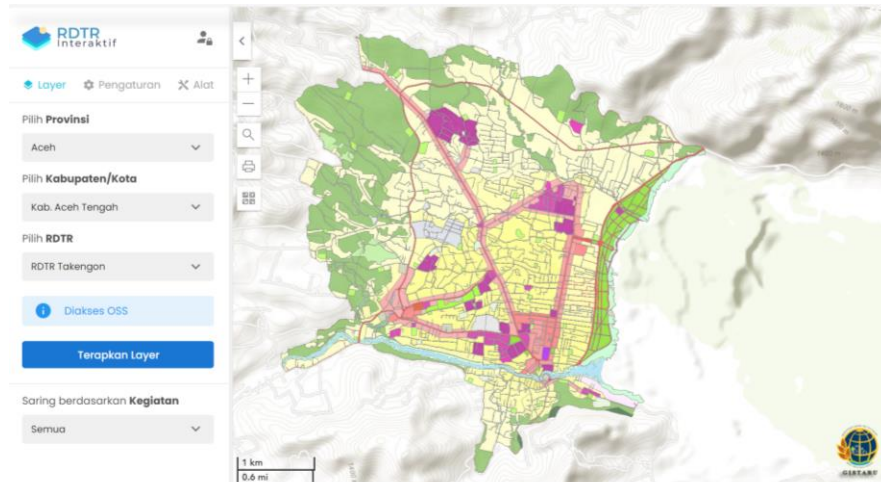 RDTR
Interaktif
Layer
Pengaturan
Alat
Pilih Provinsi
Aceh
Pilih Kabupaten/Kota
Kab. Aceh Tengah
Pilih RDTR
RDTR Takengon
Diakses OSS
Terapkan Layer
Saring berdasarkan Kegiatan
Semua
1 km
0.6 mi
GISTARU